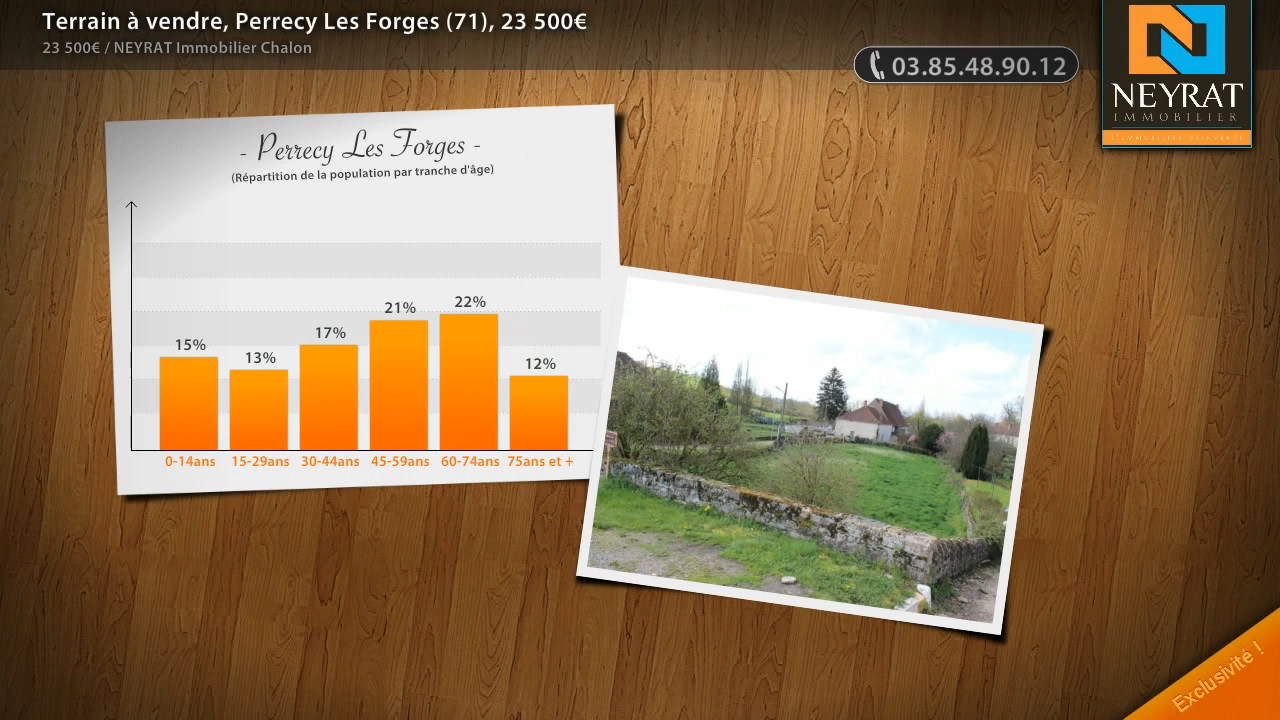 Terrain à vendre, Perrecy Les Forges (71), 23 500€
23 500€ / NEYRAT Immobilier Chalon
03.85.48.90.12
NEYRAT
IMMOBILIER
- Perrecy Les Forges -
(Répartition de la population par tranche d'âge)
15%
13%
17%
21%
22%
12%
0-14ans
15-29ans
30-44ans
45-59ans
60-74ans
75ans et +
Exclusivité !